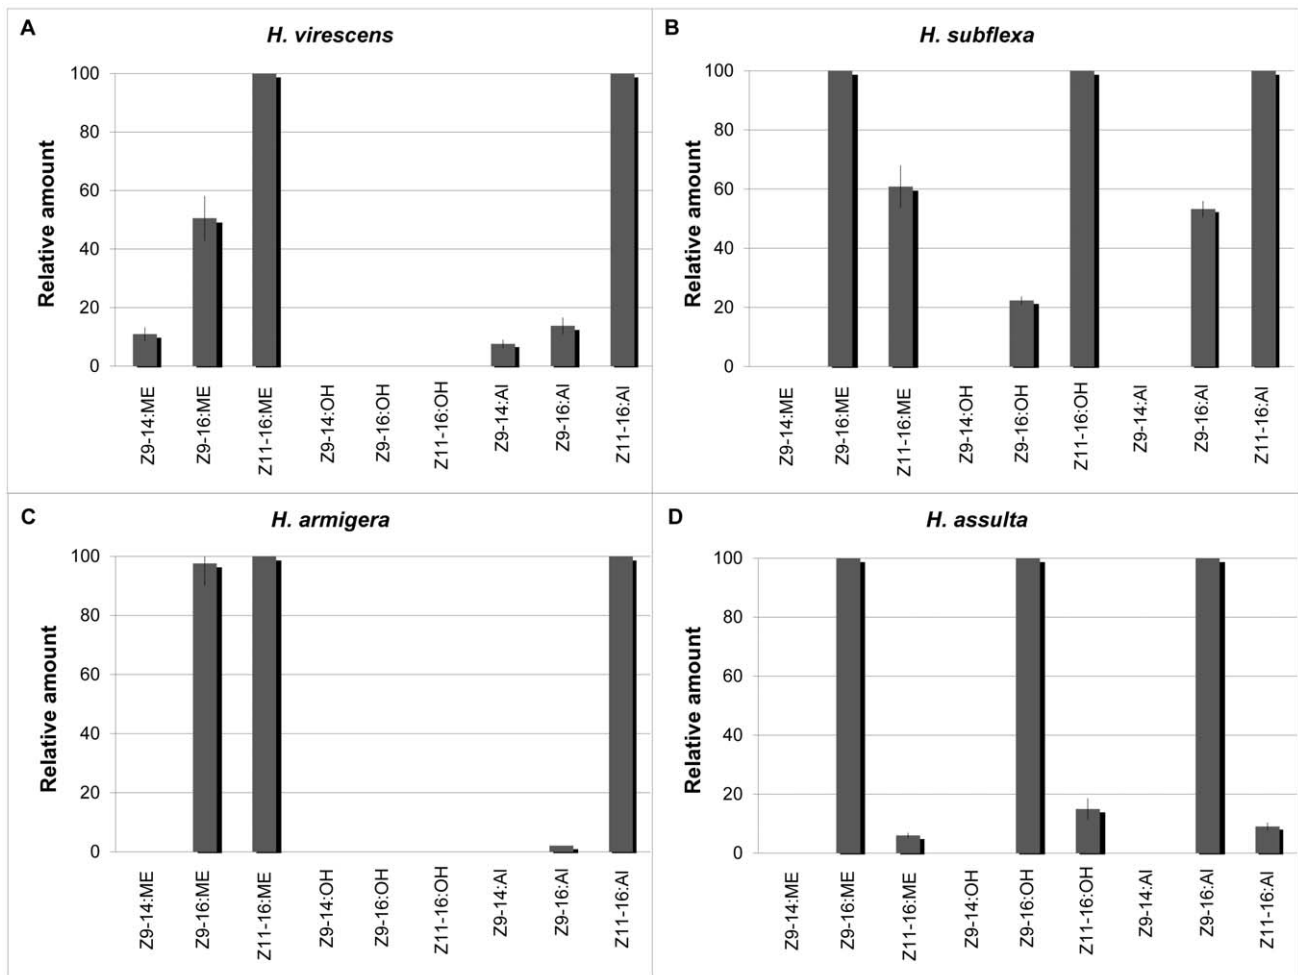 A
H. virescens
Relative amount
100
80
60
40
20
0
Z9-14:ME
Z9-16:ME
Z11-16:ME
Z9-14:OH
Z9-16:OH
Z11-16:OH
Z9-14:Al
Z9-16:Al
Z11-16:Al
B
H. subflexa
Relative amount
100
80
60
40
20
0
Z9-14:ME
Z9-16:ME
Z11-16:ME
Z9-14:OH
Z9-16:OH
Z11-16:OH
Z9-14:Al
Z9-16:Al
Z11-16:Al
C
H. armigera
Relative amount
100
80
60
40
20
0
Z9-14:ME
Z9-16:ME
Z11-16:ME
Z9-14:OH
Z9-16:OH
Z11-16:OH
Z9-14:Al
Z9-16:Al
Z11-16:Al
D
H. assulta
Relative amount
100
80
60
40
20
0
Z9-14:ME
Z9-16:ME
Z11-16:ME
Z9-14:OH
Z9-16:OH
Z11-16:OH
Z9-14:Al
Z9-16:Al
Z11-16:Al